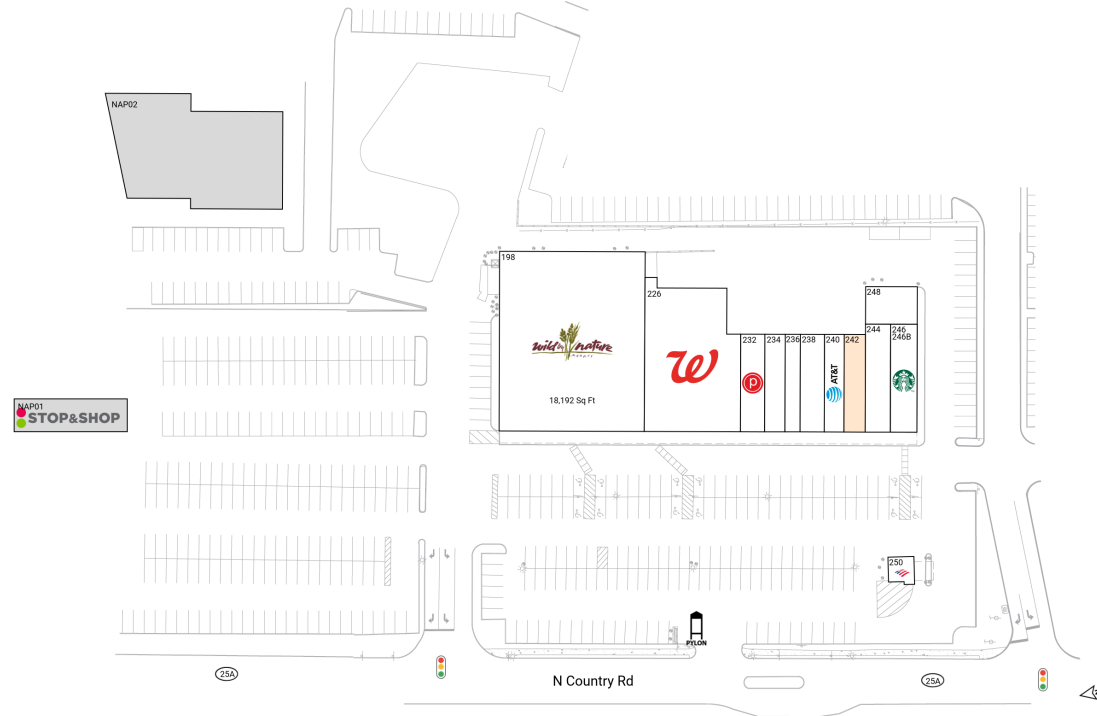 NAP02
198
wild by nature
MARKET
18,192 Sq Ft
226
W
232
p
234
236
238
240
AT&T
242
244
246
246B
248
NAP01
STOP&SHOP
250
PYLON
25A
N Country Rd
25A